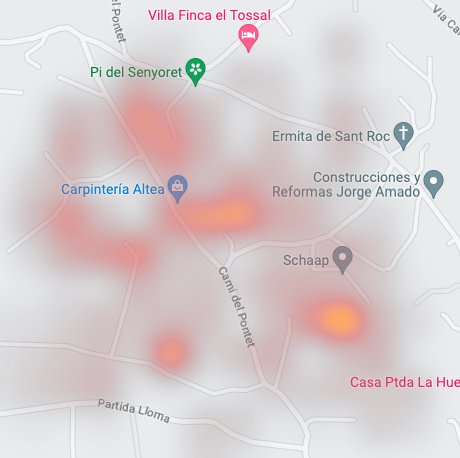 el Pontet
Villa Finca el Tossal
Via Ca
Pi del Senyoret
Ermita de Sant Roc
Construcciones y
Reformas Jorge Amado
Carpintería Altea
Schaap
Camí del Pontet
Casa Ptda La Hue
Partida Lloma